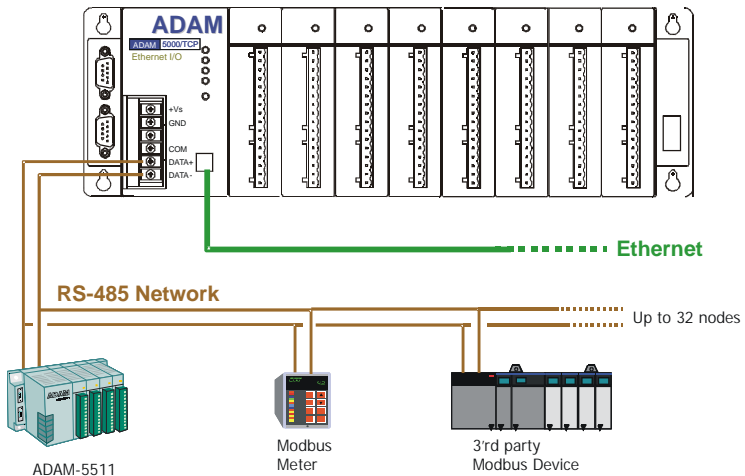 ADAM
ADAM 5000/TCP
Ethernet I/O
+Vs
GND
COM
DATA+
DATA-
Ethernet
RS-485 Network
Up to 32 nodes
ADAM
ADAM-5511
Modbus
Meter
3'rd party
Modbus Device